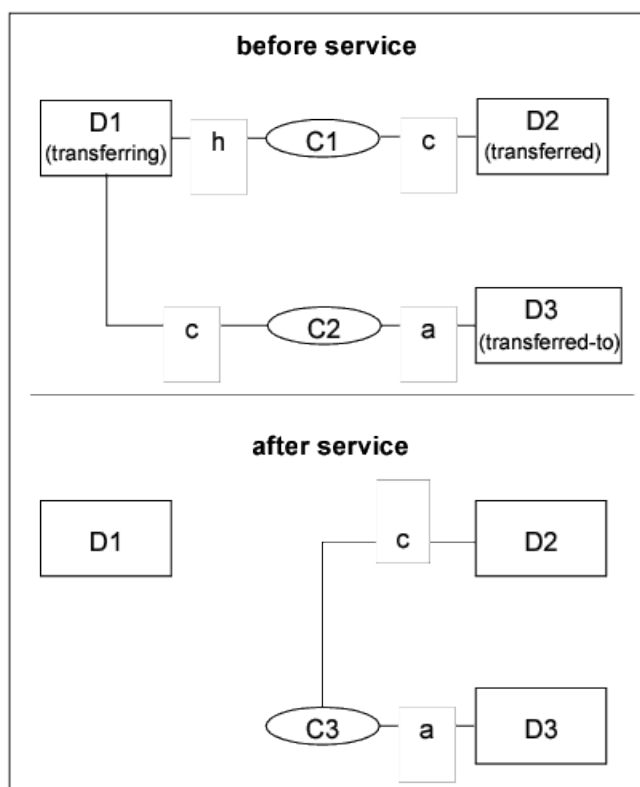 before service
D1
(transferring)
h
C1
c
D2
(transferred)
c
C2
a
D3
(transferred-to)
after service
D1
c
D2
C3
a
D3